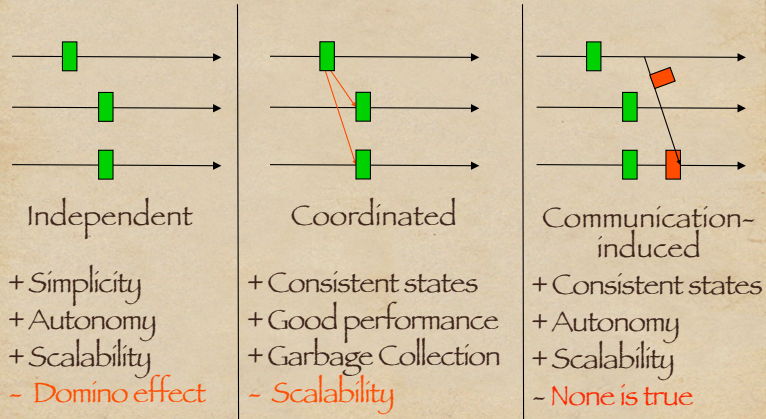 Independent
+ Simplicity
+ Autonomy
+ Scalability
- Domino effect
Coordinated
+ Consistent states
+ Good performance
+ Garbage Collection
- Scalability
Communication-
induced
+ Consistent states
+ Autonomy
+ Scalability
- None is true